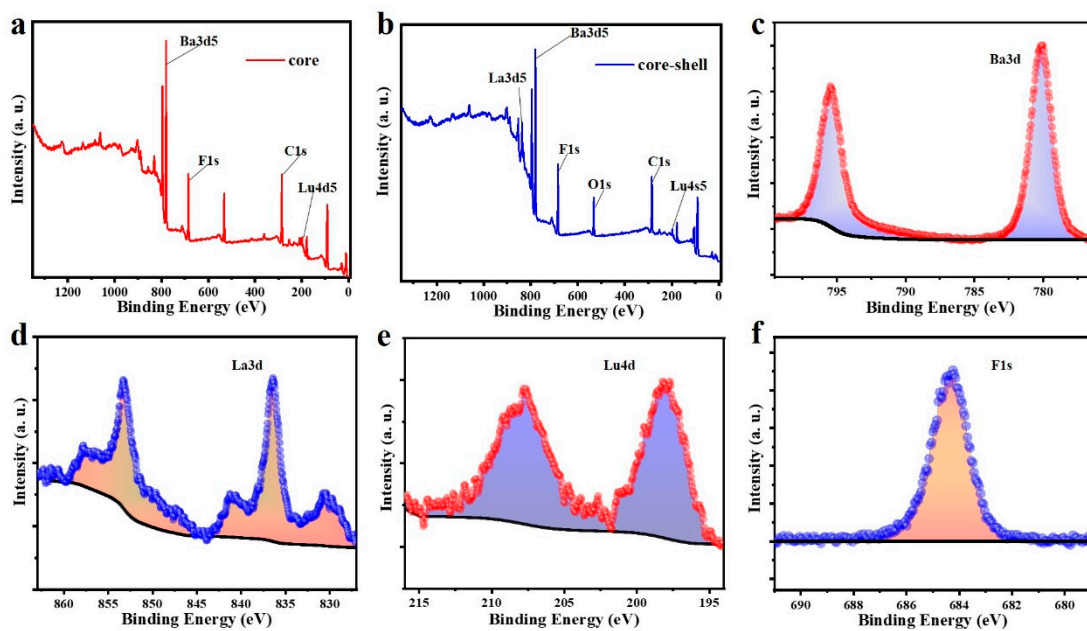 a
Ba3d5
core
F1s
C1s
Lu4d5
Intensity (a. u.)
1200 1000 800 600 400 200 0
Binding Energy (eV)
b
Ba3d5
La3d5
core-shell
F1s
C1s
O1s
Lu4s5
Intensity (a. u.)
1200 1000 800 600 400 200 0
Binding Energy (eV)
c
Ba3d
Intensity (a. u.)
795 790 785 780
Binding Energy (eV)
d
La3d
Intensity (a. u.)
860 855 850 845 840 835 830
Binding Energy (eV)
e
Lu4d
Intensity (a. u.)
215 210 205 200 194
Binding Energy (eV)
f
F1s
Intensity (a. u.)
690 688 686 684 682 680
Binding Energy (eV)